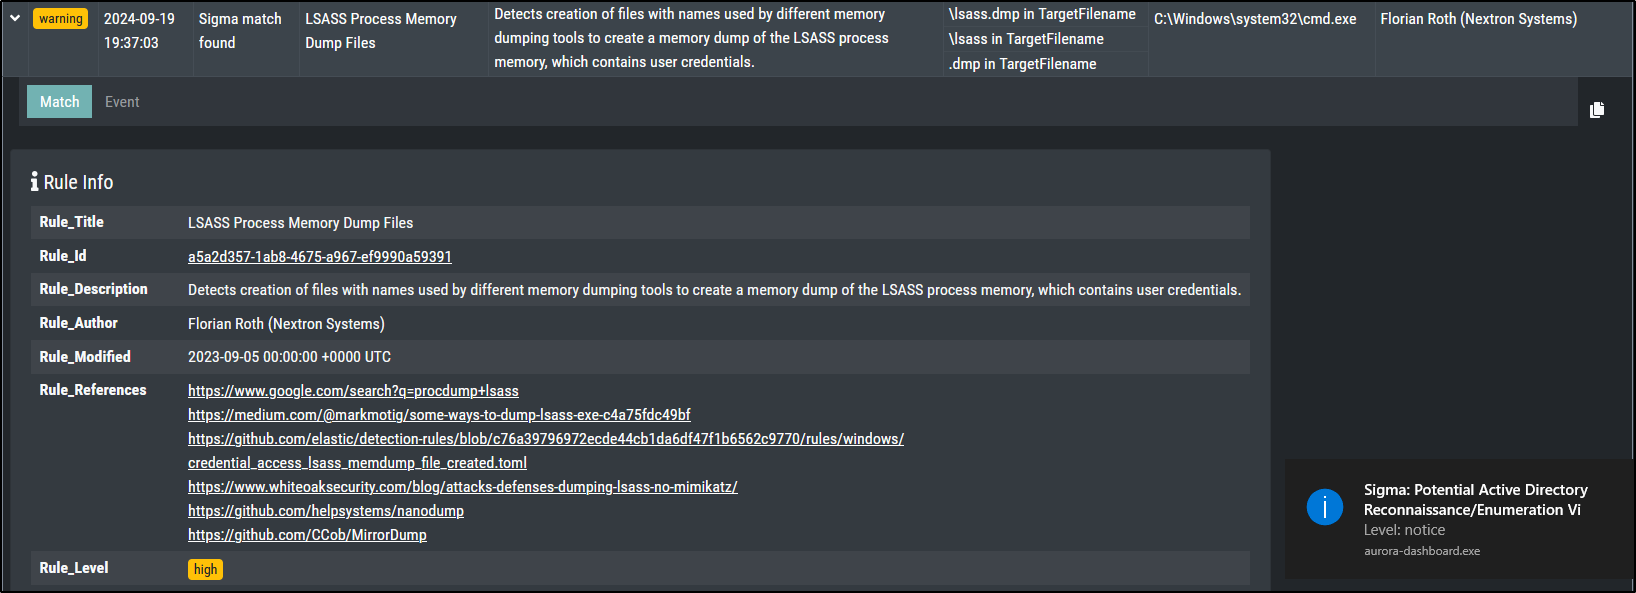 warning
2024-09-19
19:37:03
Sigma match
found
LSASS Process Memory
Dump Files
Detects creation of files with names used by different memory
dumping tools to create a memory dump of the LSASS process
memory, which contains user credentials.
\lsass.dmp in TargetFilename
\lsass in TargetFilename
.dmp in TargetFilename
C:\Windows\system32\cmd.exe
Florian Roth (Nextron Systems)
Match
Event
Rule Info
Rule_Title LSASS Process Memory Dump Files
Rule_Id a5a2d357-1ab8-4675-a967-ef9990a59391
Rule_Description Detects creation of files with names used by different memory dumping tools to create a memory dump of the LSASS process memory, which contains user credentials.
Rule_Author Florian Roth (Nextron Systems)
Rule_Modified 2023-09-05 00:00:00 +0000 UTC
Rule_References https://www.google.com/search?q=procdump+lsass
https://medium.com/@markmotig/some-ways-to-dump-lsass-exe-c4a75fdc49bf
https://github.com/elastic/detection-rules/blob/c76a39796972ecde44cb1da6df47f1b6562c9770/rules/windows/
credential_access_lsass_memdump_file_created.toml
https://www.whiteoaksecurity.com/blog/attacks-defenses-dumping-lsass-no-mimikatz/
https://github.com/helpsystems/nanodump
https://github.com/CCob/MirrorDump
Rule_Level high
Sigma: Potential Active Directory
Reconnaissance/Enumeration Vi
Level: notice
aurora-dashboard.exe